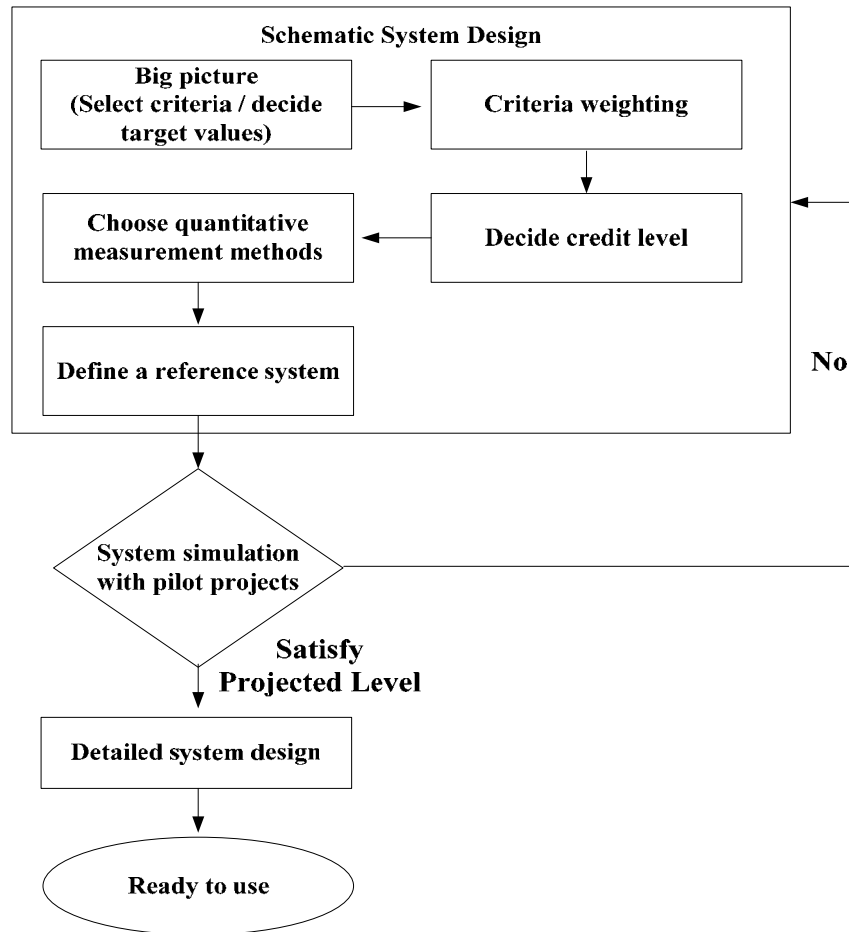 Schematic System Design
Big picture
(Select criteria / decide
target values)
Criteria weighting
Choose quantitative
measurement methods
Decide credit level
Define a reference system
No
System simulation
with pilot projects
Satisfy
Projected Level
Detailed system design
Ready to use